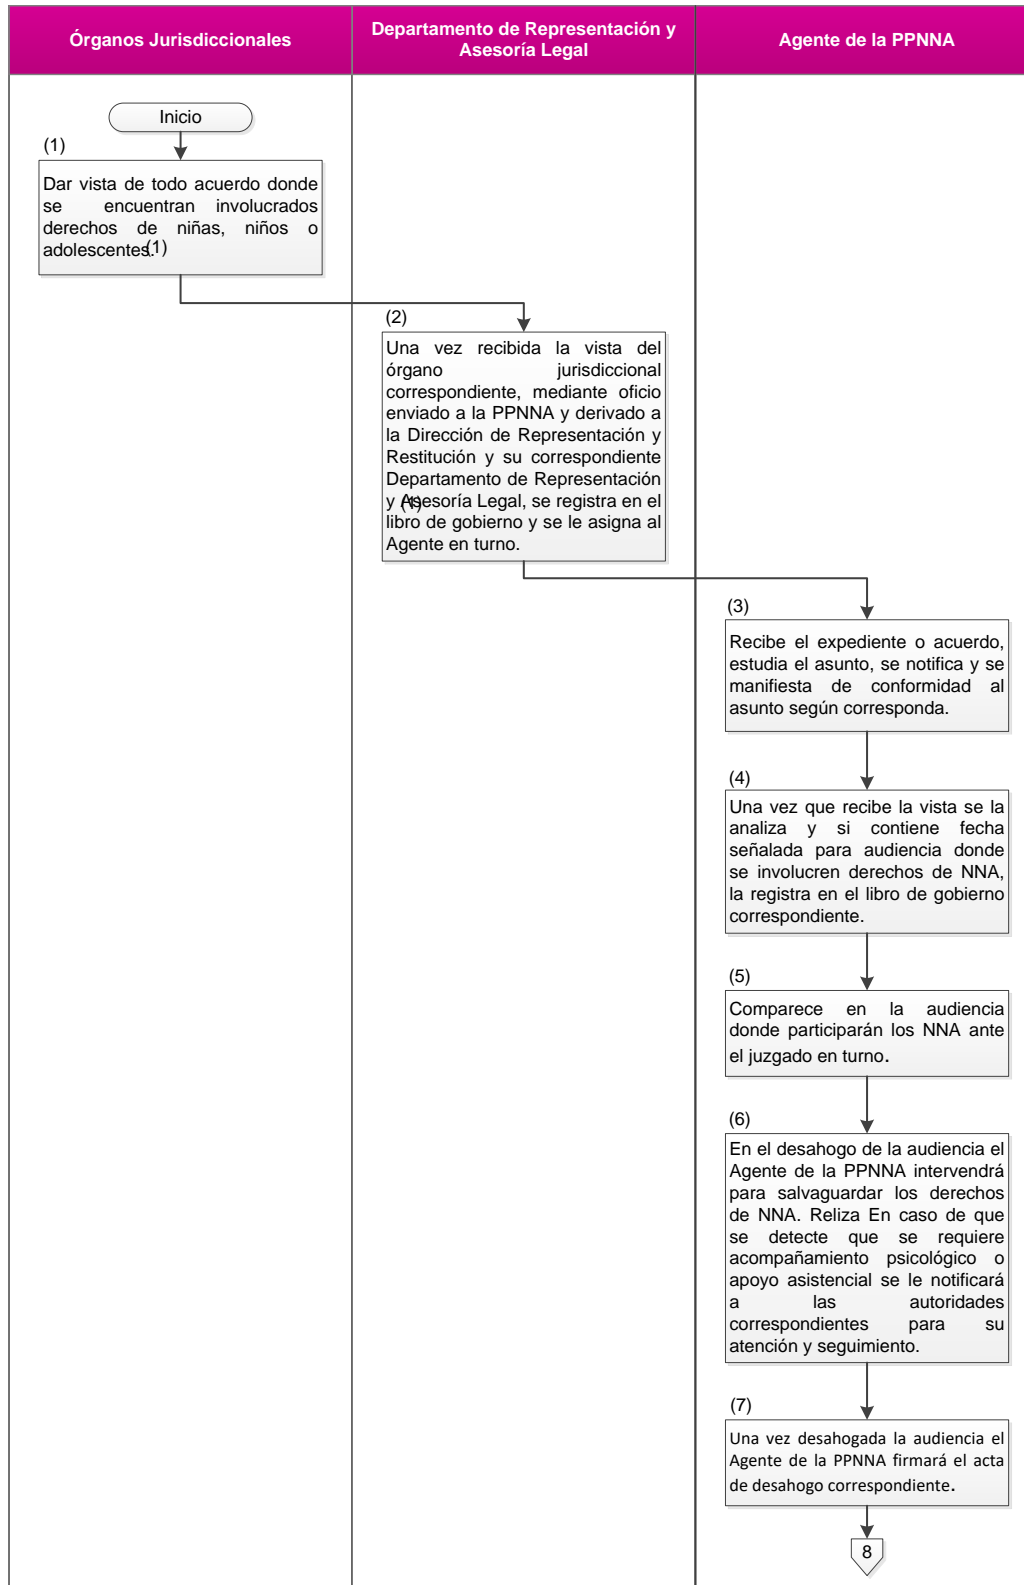 Órganos Jurisdiccionales
Departamento de Representación y
Asesoría Legal
Agente de la PPNNA
Inicio
(1)
Dar vista de todo acuerdo donde
se encuentran involucrados
derechos de niñas, niños o
adolescentes.
(1)
(2)
Una vez recibida la vista del
órgano jurisdiccional
correspondiente, mediante oficio
enviado a la PPNNA y derivado a
la Dirección de Representación y
Restitución y su correspondiente
Departamento de Representación
y Asesoría Legal, se registra en el
(1)
libro de gobierno y se le asigna al
Agente en turno.
(3)
Recibe el expediente o acuerdo,
estudia el asunto, se notifica y se
manifiesta de conformidad al
asunto según corresponda.
(4)
Una vez que recibe la vista se la
analiza y si contiene fecha
señalada para audiencia donde
se involucren derechos de NNA,
la registra en el libro de gobierno
correspondiente.
(5)
Comparece en la audiencia
donde participarán los NNA ante
el juzgado en turno.
(6)
En el desahogo de la audiencia el
Agente de la PPNNA intervendrá
para salvaguardar los derechos
de NNA. Reliza En caso de que
se detecte que se requiere
acompañamiento psicológico o
apoyo asistencial se le notificará
a las autoridades
correspondientes para su
atención y seguimiento.
(7)
Una vez desahogada la audiencia el
Agente de la PPNNA firmará el acta
de desahogo correspondiente.
8